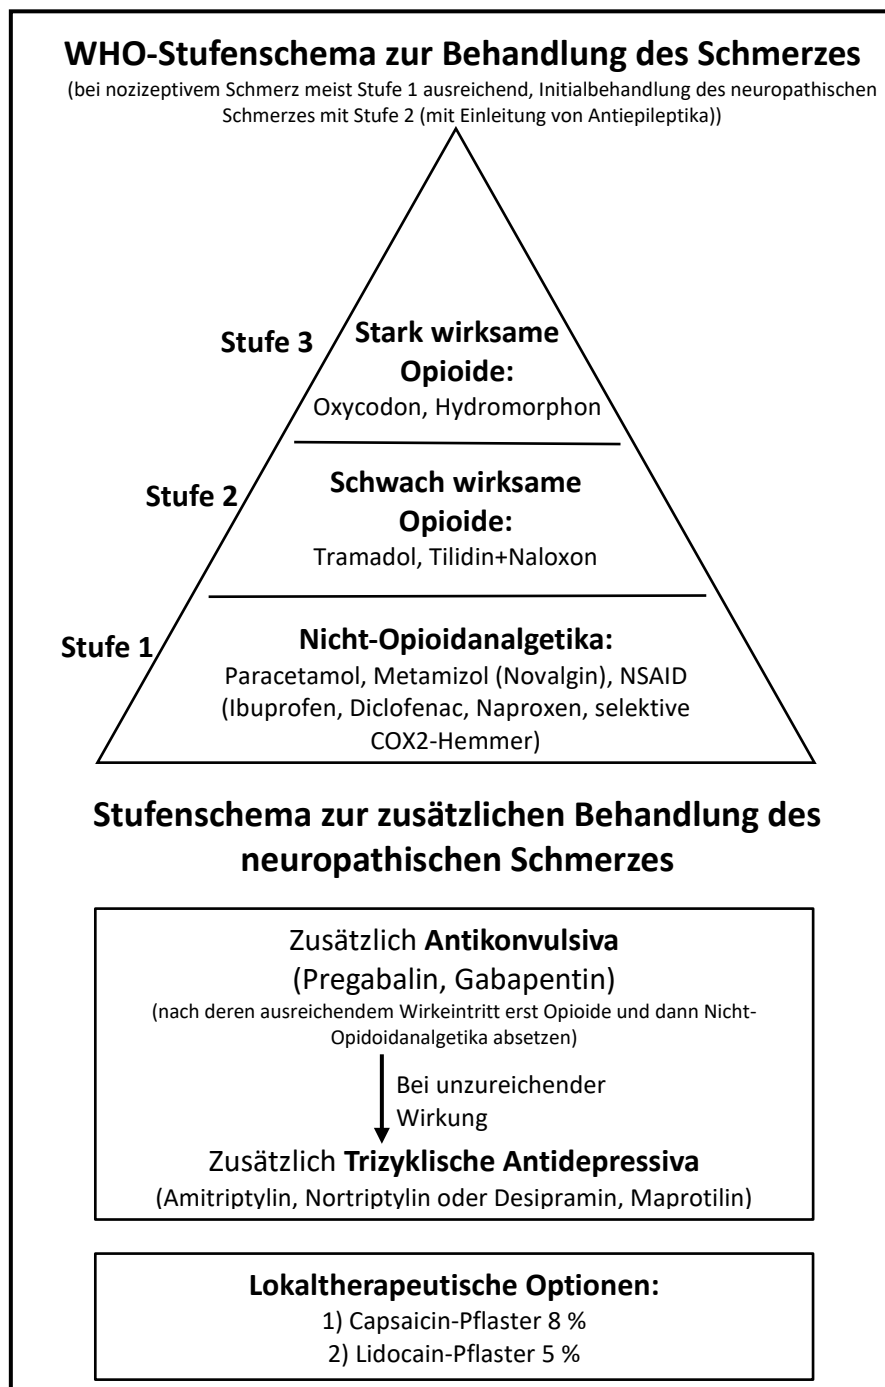 WHO-Stufenschema zur Behandlung des Schmerzes
(bei nozizeptivem Schmerz meist Stufe 1 ausreichend, Initialbehandlung des neuropathischen
Schmerzes mit Stufe 2 (mit Einleitung von Antiepileptika))
Stufe 3
Stark wirksame
Opioide:
Oxycodon, Hydromorphon
Stufe 2
Schwach wirksame
Opioide:
Tramadol, Tilidin+Naloxon
Stufe 1
Nicht-Opioidanalgetika:
Paracetamol, Metamizol (Novalgin), NSAID
(Ibuprofen, Diclofenac, Naproxen, selektive
COX2-Hemmer)
Stufenschema zur zusätzlichen Behandlung des
neuropathischen Schmerzes
Zusätzlich Antikonvulsiva
(Pregabalin, Gabapentin)
(nach deren ausreichendem Wirkeintritt erst Opioide und dann Nicht-
Opidoidanalgetika absetzen)
Bei unzureichender
Wirkung
Zusätzlich Trizyklische Antidepressiva
(Amitriptylin, Nortriptylin oder Desipramin, Maprotilin)
Lokaltherapeutische Optionen:
1) Capsaicin-Pflaster 8 %
2) Lidocain-Pflaster 5 %